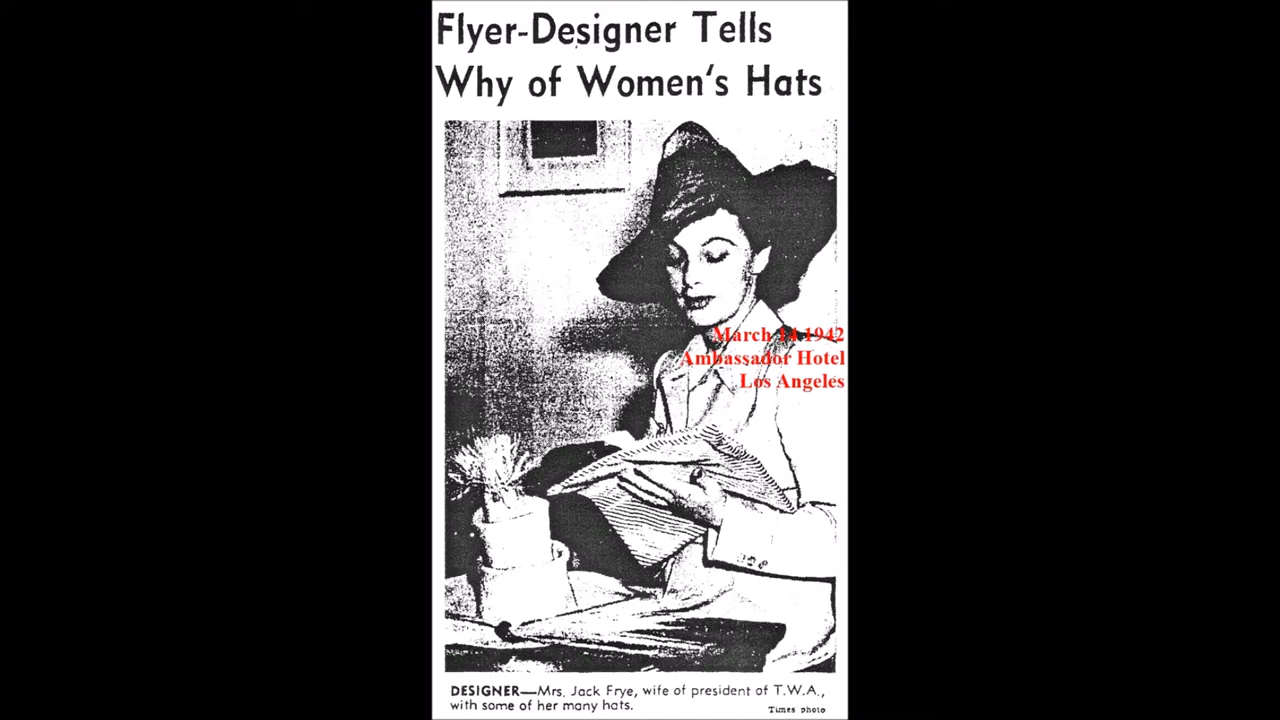 Flyer-Designer Tells
Why of Women's Hats
March 14 1942
Ambassador Hotel
Los Angeles
DESIGNER—Mrs. Jack Frye, wife of president of T.W.A.,
with some of her many hats.
Times photo